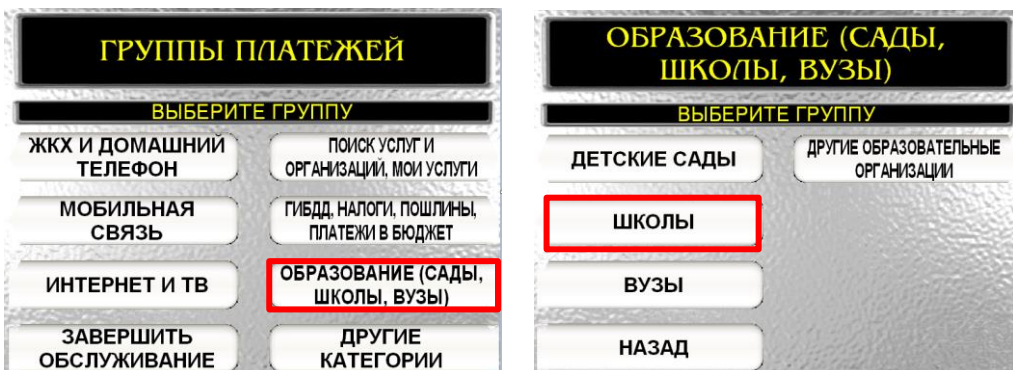 ГРУППЫ ПЛАТЕЖЕЙ
ВЫБЕРИТЕ ГРУППУ
ЖКХ И ДОМАШНИЙ
ТЕЛЕФОН
ПОИСК УСЛУГ И
ОРГАНИЗАЦИЙ, МОИ УСЛУГИ
МОБИЛЬНАЯ
СВЯЗЬ
ГИБДД, НАЛОГИ, ПОШЛИНЫ,
ПЛАТЕЖИ В БЮДЖЕТ
ИНТЕРНЕТ И ТВ
ОБРАЗОВАНИЕ (САДЫ,
ШКОЛЫ, ВУЗЫ)
ЗАВЕРШИТЬ
ОБСЛУЖИВАНИЕ
ДРУГИЕ
КАТЕГОРИИ
ОБРАЗОВАНИЕ (САДЫ,
ШКОЛЫ, ВУЗЫ)
ВЫБЕРИТЕ ГРУППУ
ДЕТСКИЕ САДЫ
ДРУГИЕ ОБРАЗОВАТЕЛЬНЫЕ
ОРГАНИЗАЦИИ
ШКОЛЫ
ВУЗЫ
НАЗАД